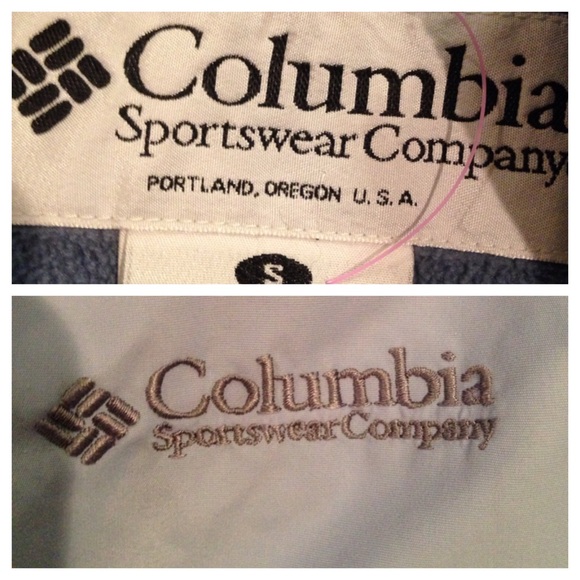 Columbia
Sportswear Company
PORTLAND, OREGON U.S.A.
S
Columbia
Sportswear Company